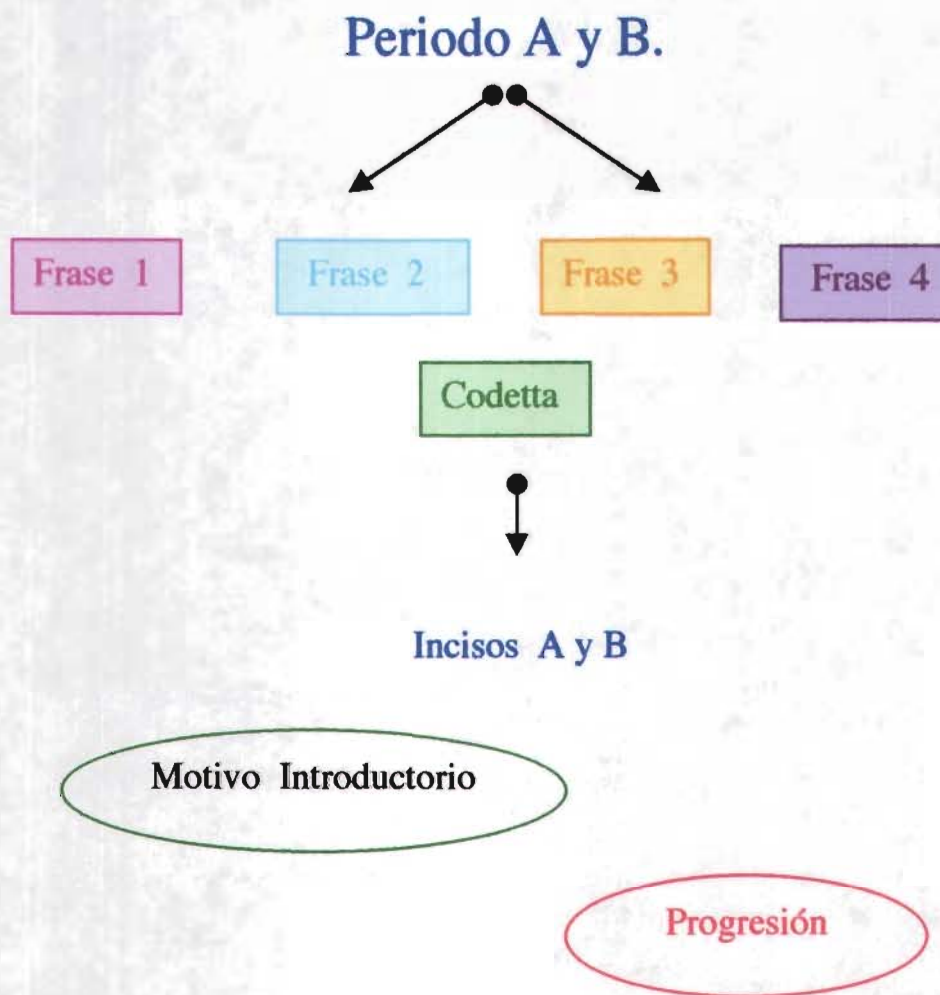 Periodo A y B.
Frase 1
Frase 2
Frase 3
Frase 4
Codetta
Incisos A y B
Motivo Introductorio
Progresión